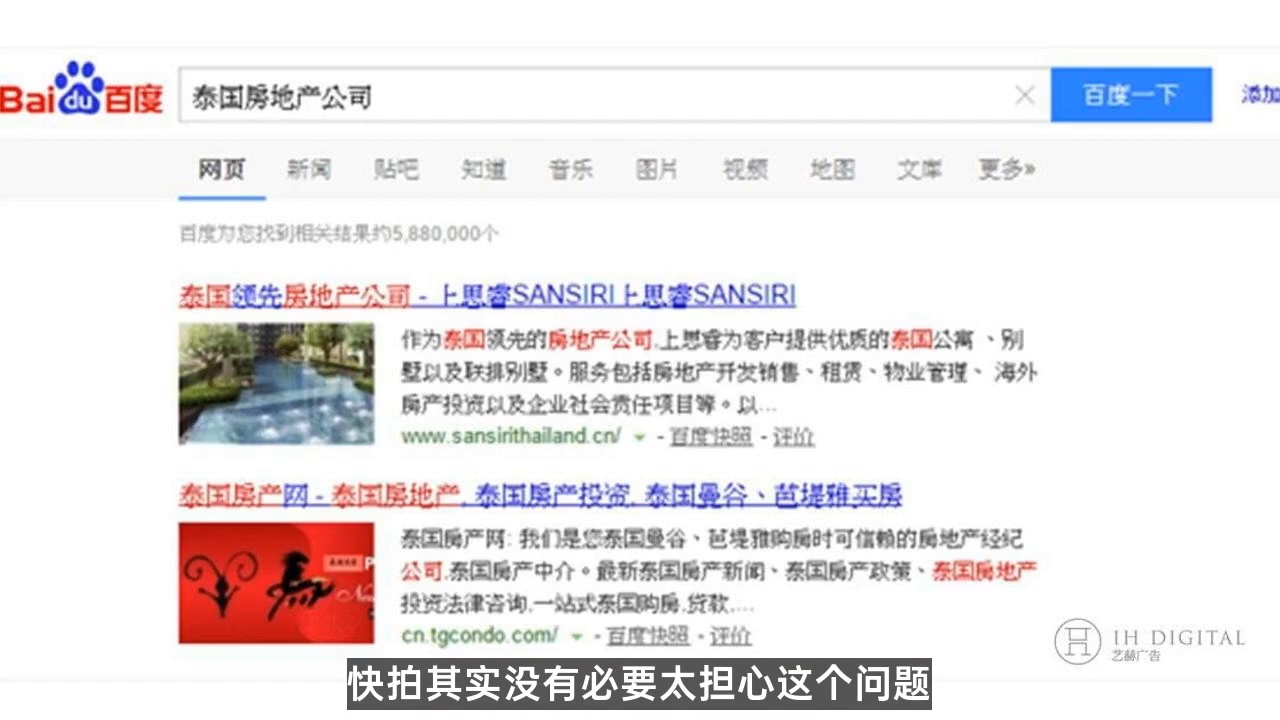 Bai du 百度
泰国房地产公司
百度一下
添加
网页 新闻 贴吧 知道 音乐 图片 视频 地图 文库 更多»
百度为您找到相关结果约5,880,000个
泰国领先房地产公司 - 上思睿SANSIRI上思睿SANSIRI
作为泰国领先的房地产公司,上思睿为客户提供优质的泰国公寓、别
墅以及联排别墅。服务包括房地产开发销售、租赁、物业管理、 海外
房产投资以及企业社会责任项目等。以...
www.sansirithailand.cn/ - 百度快照 - 评价
泰国房产网 - 泰国房地产, 泰国房产投资, 泰国曼谷、芭堤雅买房
泰国房产网: 我们是您泰国曼谷、芭堤雅购房时可信赖的房地产经纪
公司,泰国房产中介。最新泰国房产新闻、泰国房产政策、泰国房地产
投资法律咨询,一站式泰国购房,贷款,...
cn.tgcondo.com/ - 百度快照 - 评价
IH DIGITAL
艺赫广告
快拍其实没有必要太担心这个问题